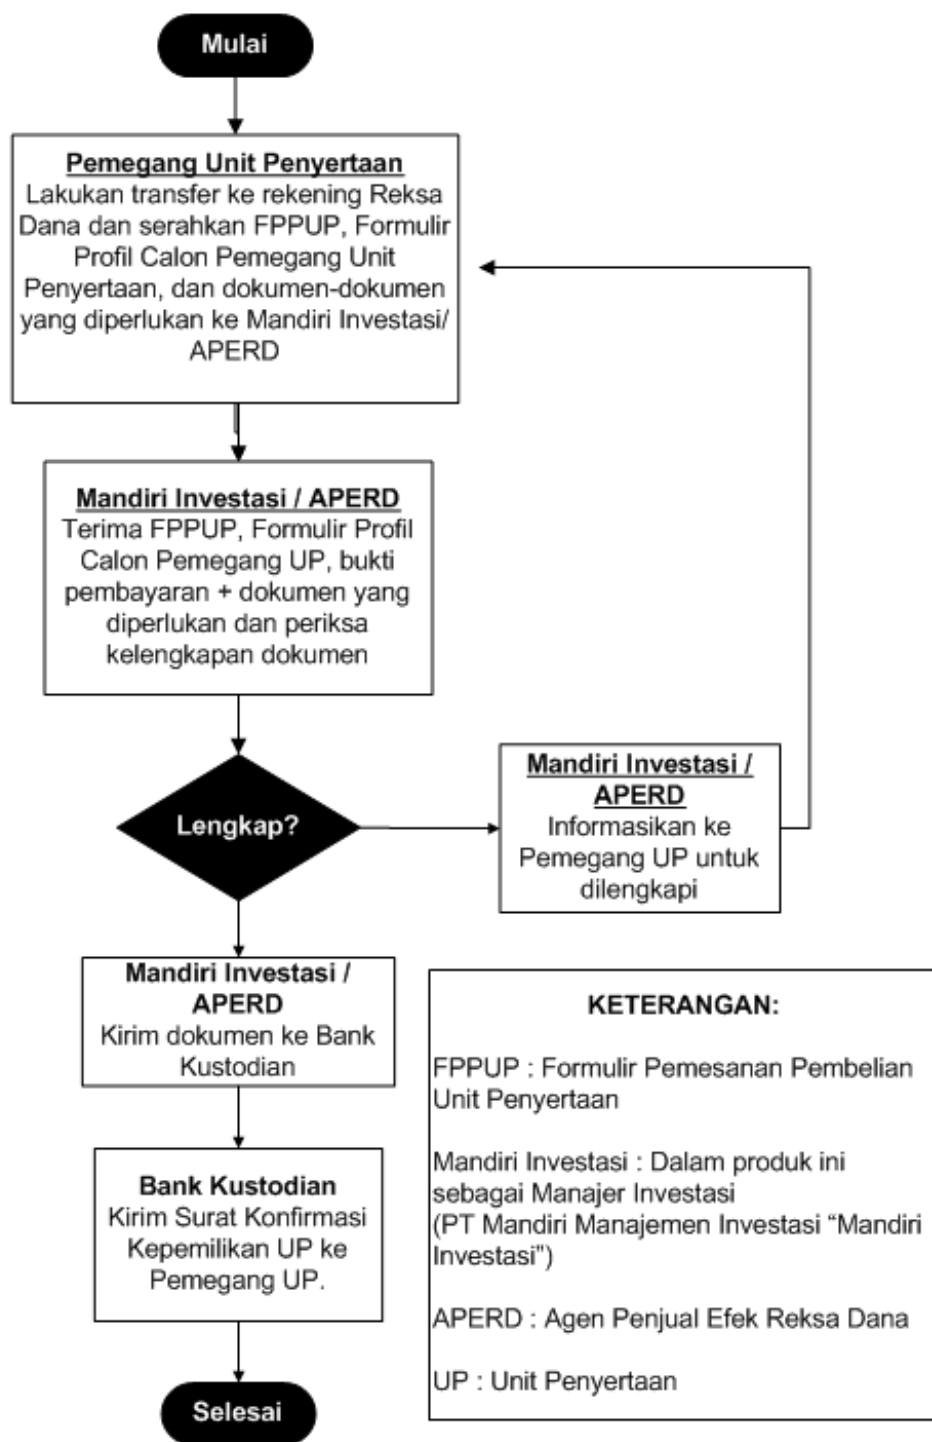 Mulai
Pemegang Unit Penyertaan
Lakukan transfer ke rekening Reksa
Dana dan serahkan FPPUP, Formulir
Profil Calon Pemegang Unit
Penyertaan, dan dokumen-dokumen
yang diperlukan ke Mandiri Investasi/
APERD
Mandiri Investasi / APERD
Terima FPPUP, Formulir Profil
Calon Pemegang UP, bukti
pembayaran + dokumen yang
diperlukan dan periksa
kelengkapan dokumen
Lengkap?
Mandiri Investasi /
APERD
Informasikan ke
Pemegang UP untuk
dilengkapi
Mandiri Investasi /
APERD
Kirim dokumen ke Bank
Kustodian
Bank Kustodian
Kirim Surat Konfirmasi
Kepemilikan UP ke
Pemegang UP.
Selesai
KETERANGAN:
FPPUP : Formulir Pemesanan Pembelian
Unit Penyertaan
Mandiri Investasi : Dalam produk ini
sebagai Manajer Investasi
(PT Mandiri Manajemen Investasi “Mandiri
Investasi”)
APERD : Agen Penjual Efek Reksa Dana
UP : Unit Penyertaan